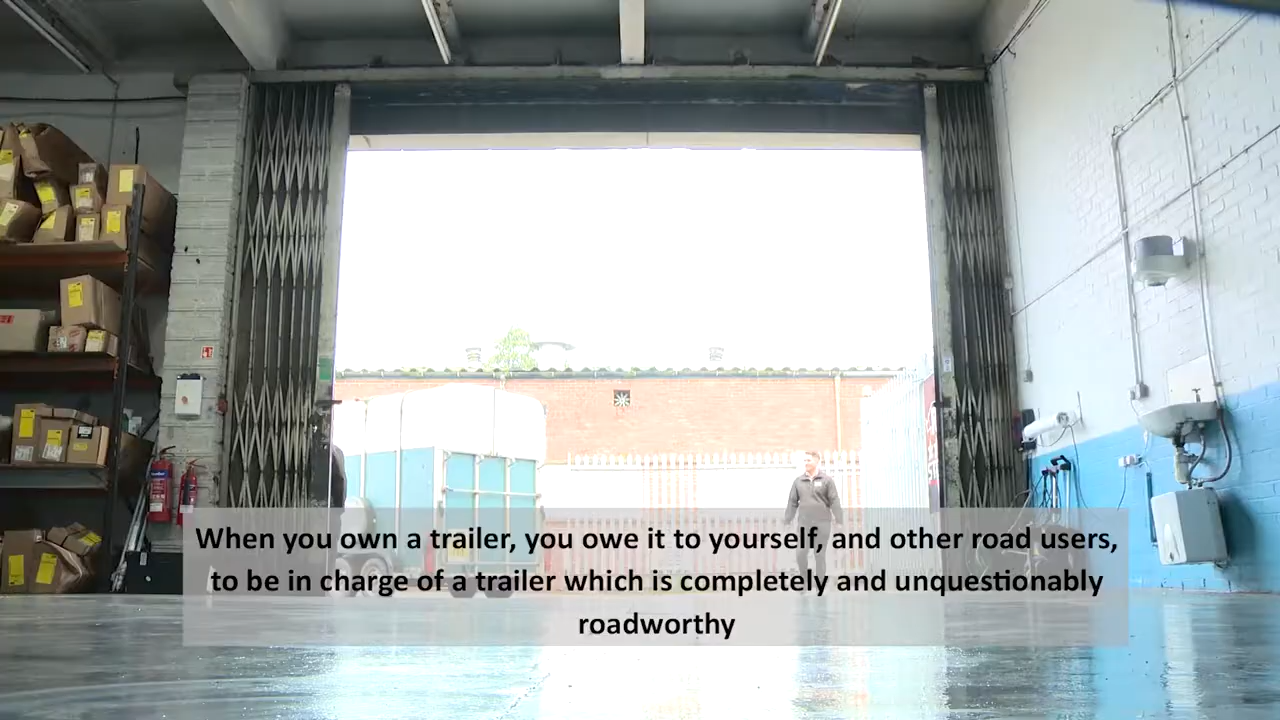 When you own a trailer, you owe it to yourself, and other road users,
to be in charge of a trailer which is completely and unquestionably
roadworthy